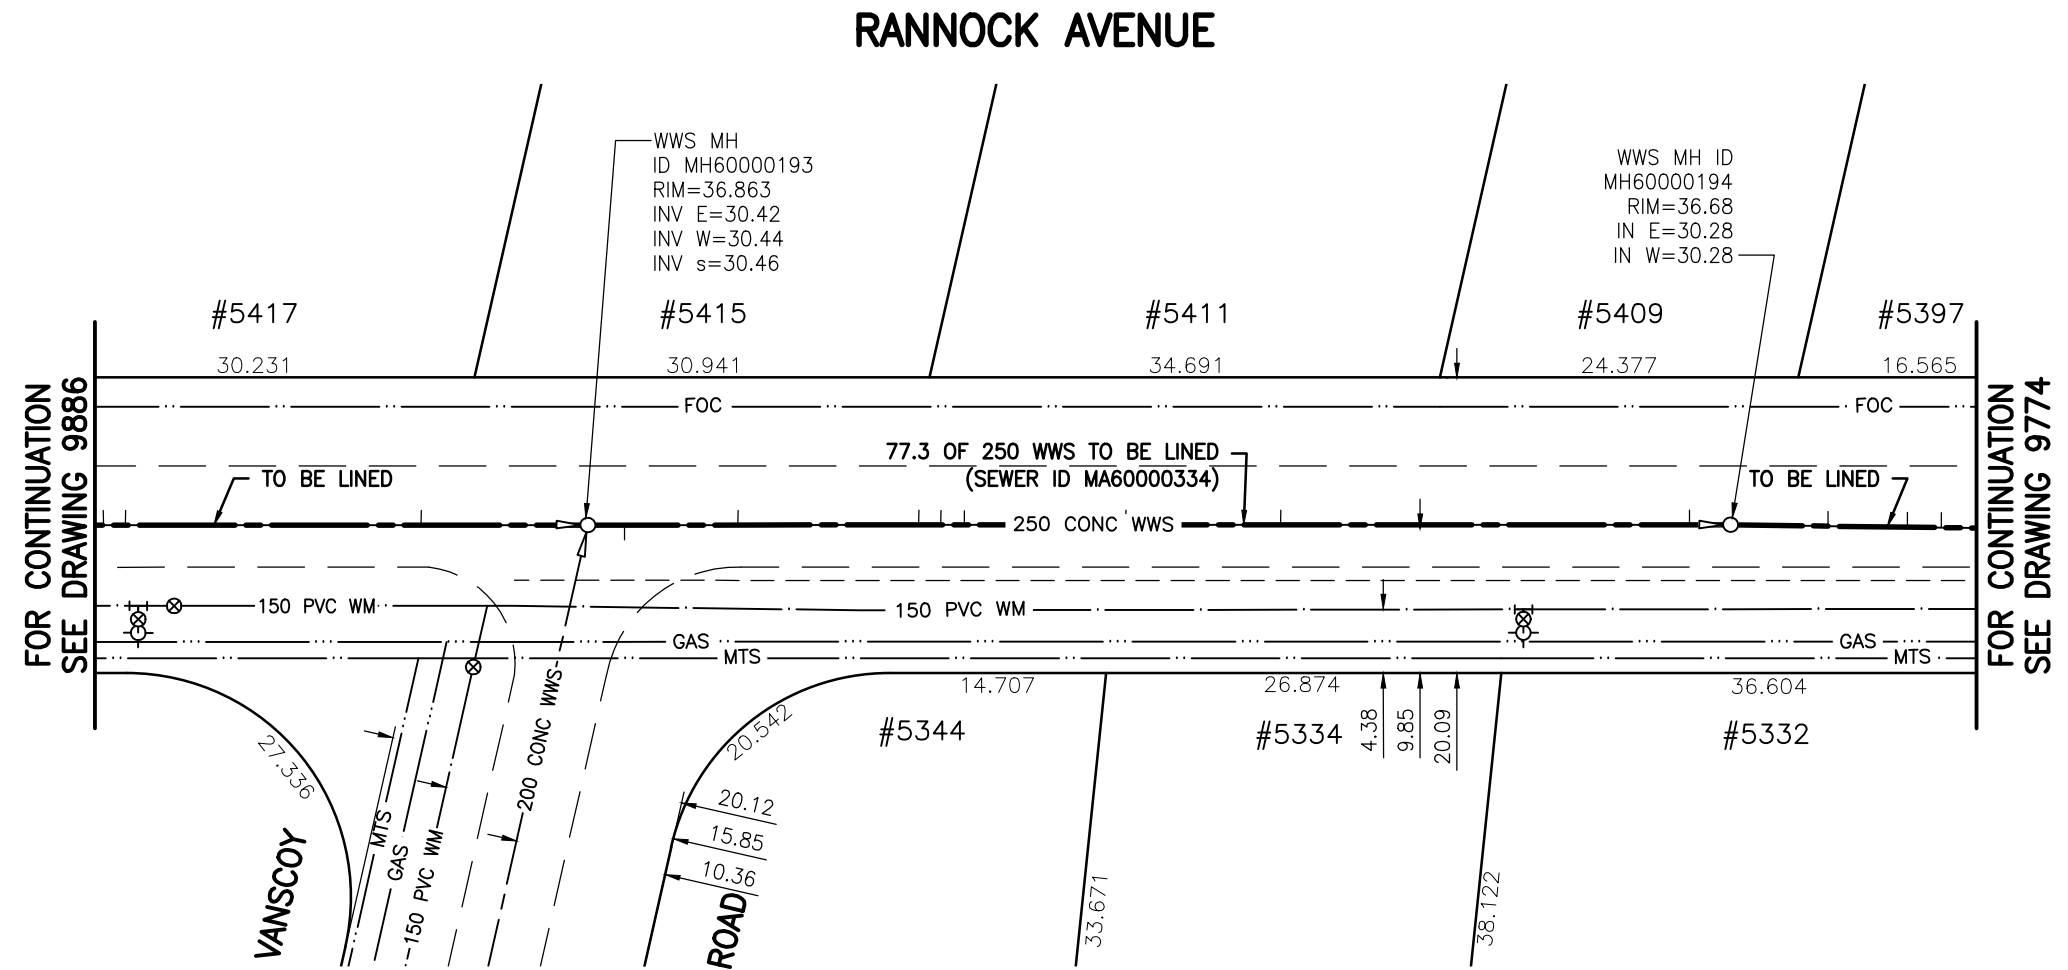 RANNOCK AVENUE
WWS MH
ID MH60000193
RIM=36.863
INV E=30.42
INV W=30.44
INV s=30.46
WWS MH ID
MH60000194
RIM=36.68
IN E=30.28
IN W=30.28
#5417
#5415
#5411
#5409
#5397
30.231
30.941
34.691
24.377
16.565
FOR CONTINUATION
SEE DRAWING 9886
FOR CONTINUATION
SEE DRAWING 9774
FOC
FOC
77.3 OF 250 WWS TO BE LINED
(SEWER ID MA60000334)
TO BE LINED
TO BE LINED
250 CONC WWS
150 PVC WM
150 PVC WM
GAS
GAS
MTS
MTS
14.707
26.874
36.604
#5344
#5334
#5332
4.38
9.85
20.09
27.336
20.542
200 CONC WWS
MTS
GAS
150 PVC WM
20.12
15.85
10.36
VANSCOY
ROAD
33.671
38.122